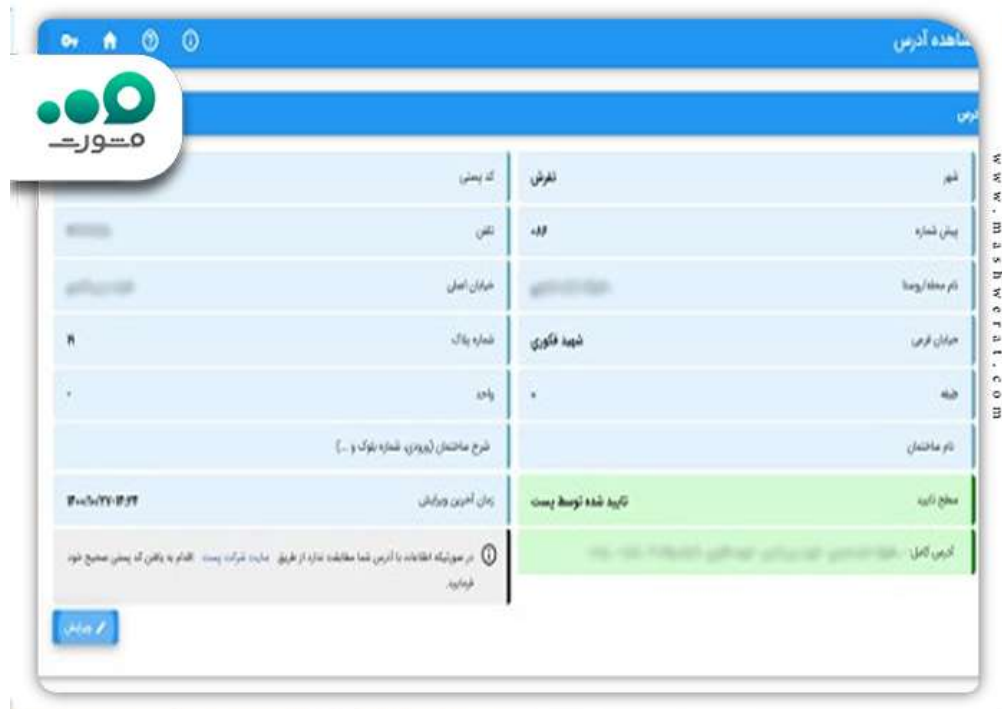 مشاهده آدرس
آدرس
مشورت
شهر
تفرش
کد پستی
پیش شماره
۰۸۶
تلفن
نام محله/روستا
خیابان اصلی
خیابان فرعی
شهید فکوری
شماره پلاک
طبقه
۰
واحد
۰
نام ساختمان
شرح ساختمان (ورودی، شماره بلوک و ...)
سطح تایید
تایید شده توسط پست
زمان آخرین ویرایش
آدرس کامل
در صورتیکه اطلاعات با آدرس شما مطابقت ندارد از طریق سایت شرکت پست اقدام به یافتن کد پستی صحیح خود
فرمایید.
ویرایش
www.mashwerat.com